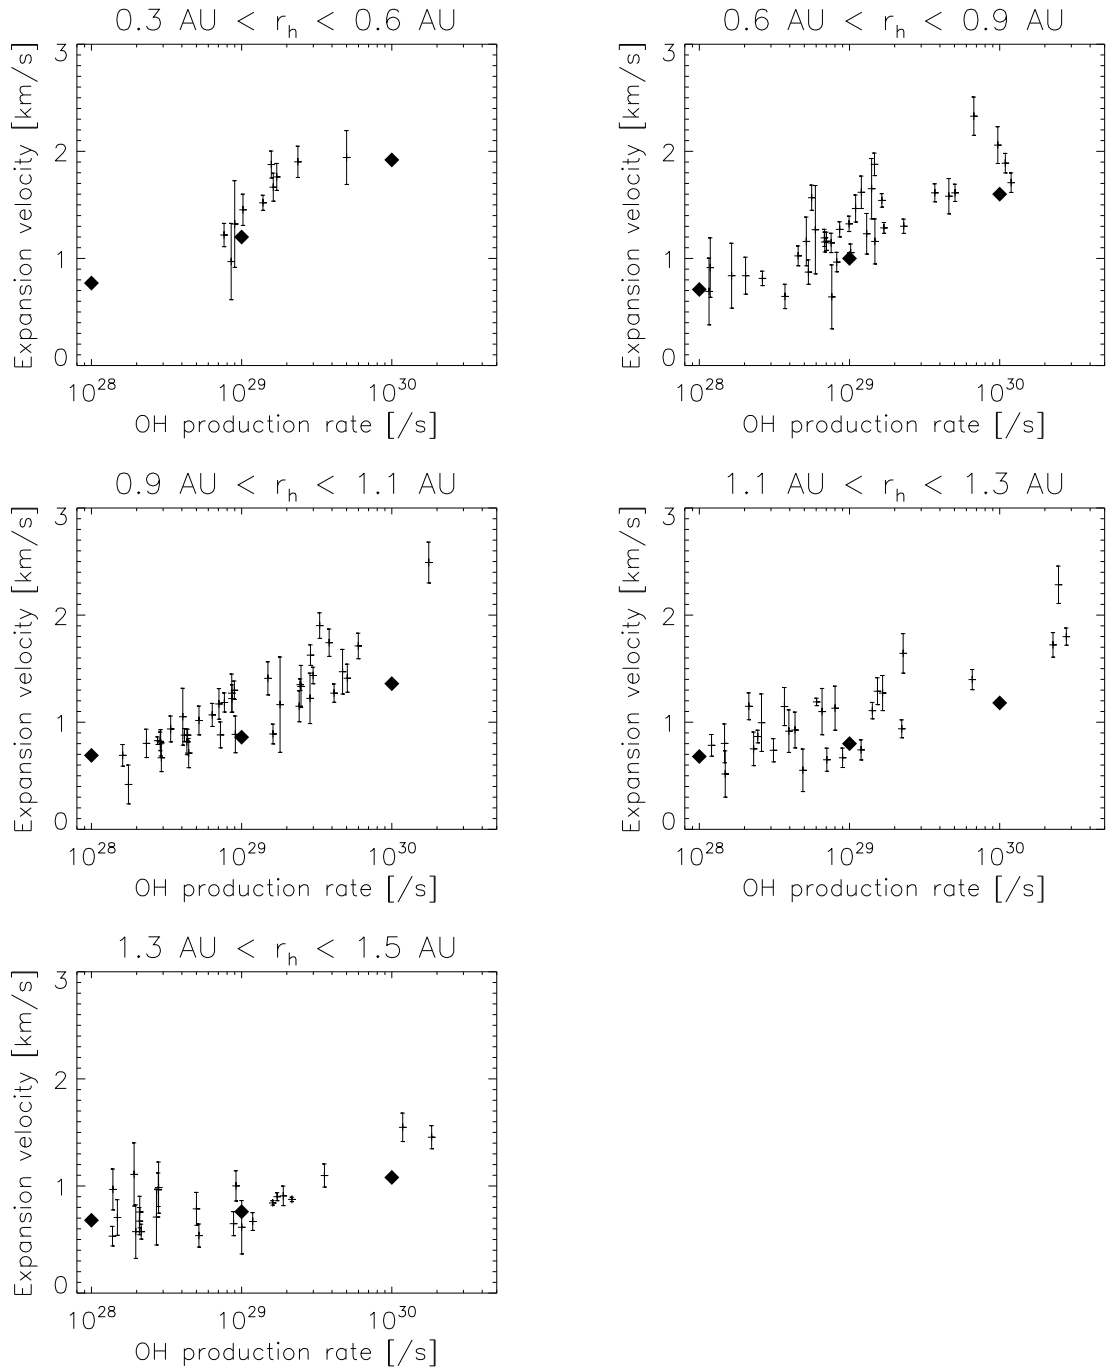 0.3 AU < r_h < 0.6 AU
Expansion velocity [km/s]
3
2
1
0
10^28 10^29 10^30
OH production rate [/s]
0.6 AU < r_h < 0.9 AU
Expansion velocity [km/s]
3
2
1
0
10^28 10^29 10^30
OH production rate [/s]
0.9 AU < r_h < 1.1 AU
Expansion velocity [km/s]
3
2
1
0
10^28 10^29 10^30
OH production rate [/s]
1.1 AU < r_h < 1.3 AU
Expansion velocity [km/s]
3
2
1
0
10^28 10^29 10^30
OH production rate [/s]
1.3 AU < r_h < 1.5 AU
Expansion velocity [km/s]
3
2
1
0
10^28 10^29 10^30
OH production rate [/s]